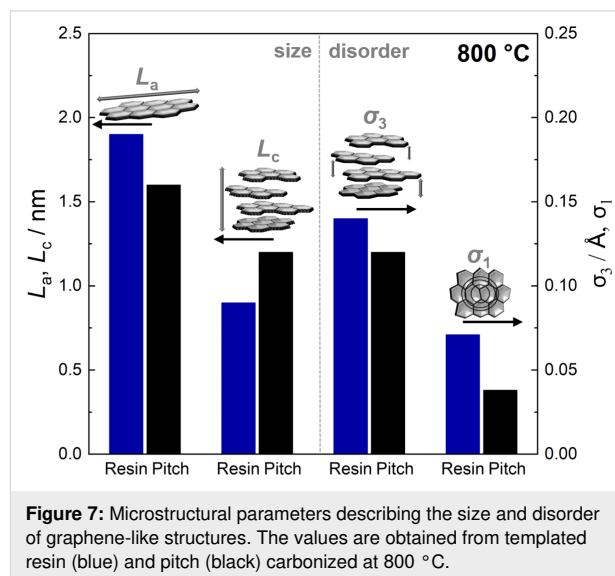 size disorder 800 °C
2.5
2.0
1.5
1.0
0.5
0.0
Lₐ, L꜀ / nm
0.25
0.20
0.15
0.10
0.05
0.00
σ₃ / Å, σ₁
Lₐ
L꜀
σ₃
σ₁
Resin Pitch Resin Pitch Resin Pitch Resin Pitch
Figure 7: Microstructural parameters describing the size and disorder
of graphene-like structures. The values are obtained from templated
resin (blue) and pitch (black) carbonized at 800 °C.